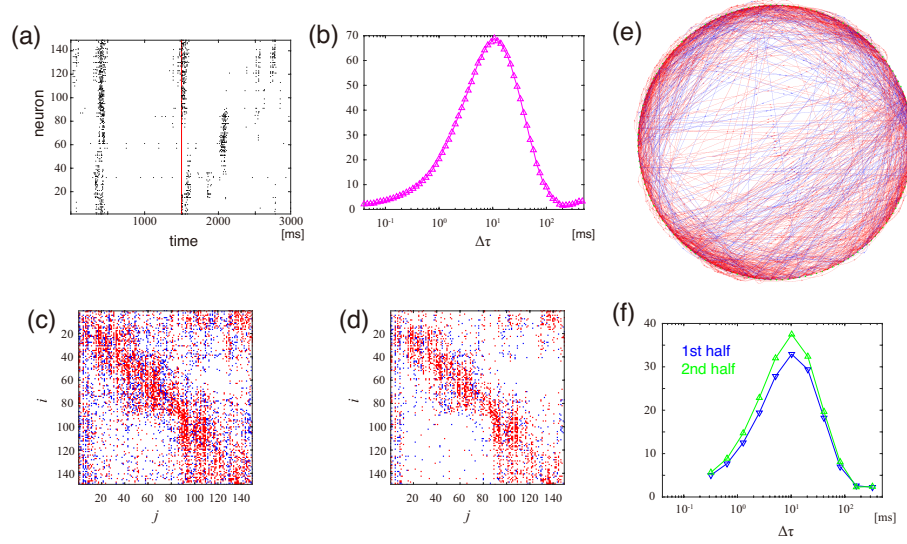 (a)
neuron
140
120
100
80
60
40
20
1000 2000 3000
time [ms]
(b)
70
60
50
40
30
20
10
0
10⁻¹ 10⁰ 10¹ 10²
Δτ [ms]
(e)
(c)
i
20
40
60
80
100
120
140
20 40 60 80 100 120 140
j
(d)
i
20
40
60
80
100
120
140
20 40 60 80 100 120 140
j
(f)
40
30
20
10
0
1st half
2nd half
10⁻¹ 10⁰ 10¹ 10² [ms]
Δτ